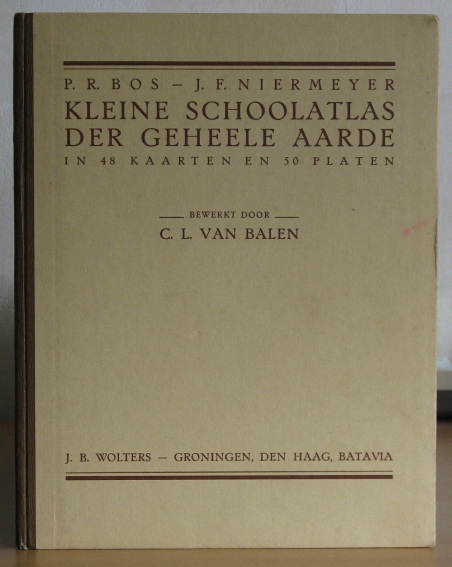 P. R. BOS — J. F. NIERMEYER
KLEINE SCHOOLATLAS
DER GEHEELE AARDE
IN 48 KAARTEN EN 50 PLATEN
BEWERKT DOOR
C. L. VAN BALEN
J. B. WOLTERS — GRONINGEN, DEN HAAG, BATAVIA